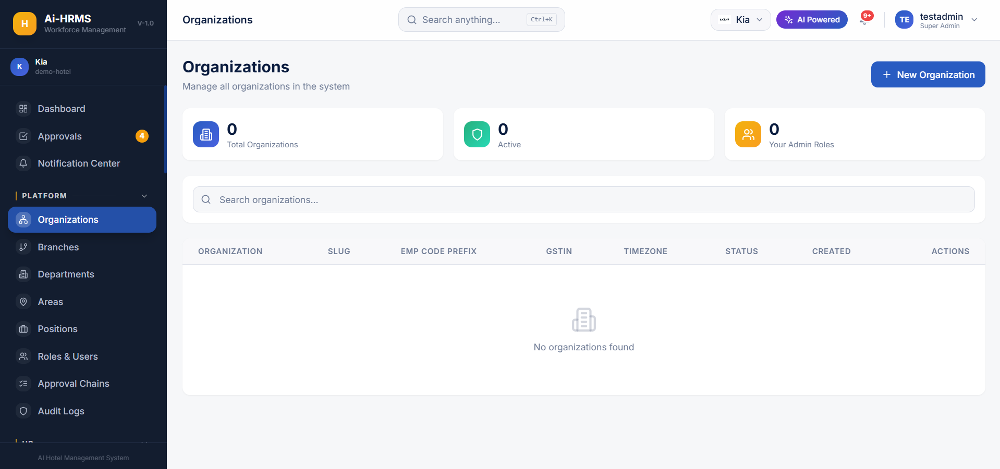 H
Ai-HRMS
Workforce Management
V-1.0
K
Kia
demo-hotel
Dashboard
Approvals
4
Notification Center
PLATFORM
Organizations
Branches
Departments
Areas
Positions
Roles & Users
Approval Chains
Audit Logs
HR
AI Hotel Management System
Organizations
Search anything...
Ctrl+K
KIA
Kia
AI Powered
9+
TE
testadmin
Super Admin
Organizations
Manage all organizations in the system
New Organization
0
Total Organizations
0
Active
0
Your Admin Roles
Search organizations...
ORGANIZATION SLUG EMP CODE PREFIX GSTIN TIMEZONE STATUS CREATED ACTIONS
No organizations found